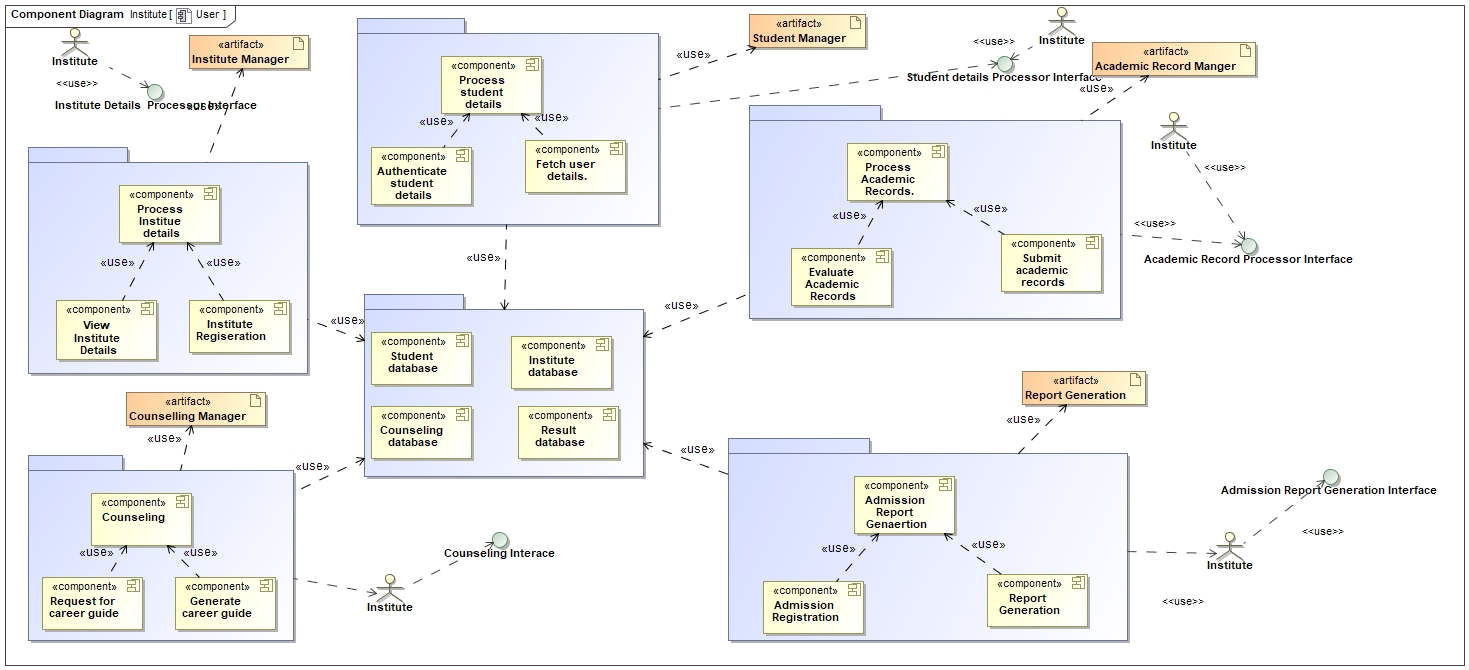 Component Diagram Institute [ User ]
Institute
<<use>>
Institute Details Processor Interface
«artifact»
Institute Manager
«use»
«component»
Process
Institue
details
«use» «use»
«component»
View
Institute
Details
«component»
Institute
Regiseration
«use»
«component»
Process
student
details
«use» «use»
«component»
Authenticate
student
details
«component»
Fetch user
details.
«use»
«artifact»
Student Manager
«use»
<<use>>
Institute
Student details Processor Interface
«artifact»
Academic Record Manger
«use»
«component»
Process
Academic
Records.
«use» «use»
«component»
Evaluate
Academic
Records
«component»
Submit
academic
records
Institute
<<use>>
<<use>>
Academic Record Processor Interface
«use»
«component»
Student
database
«component»
Institute
database
«component»
Counseling
database
«component»
Result
database
«artifact»
Counselling Manager
«use»
«use»
«component»
Counseling
«use» «use»
«component»
Request for
career guide
«component»
Generate
career guide
Counseling Interace
Institute
«use»
«artifact»
Report Generation
«use»
«component»
Admission
Report
Genaertion
«use» «use»
«component»
Admission
Registration
«component»
Report
Generation
Admission Report Generation Interface
<<use>>
Institute
<<use>>